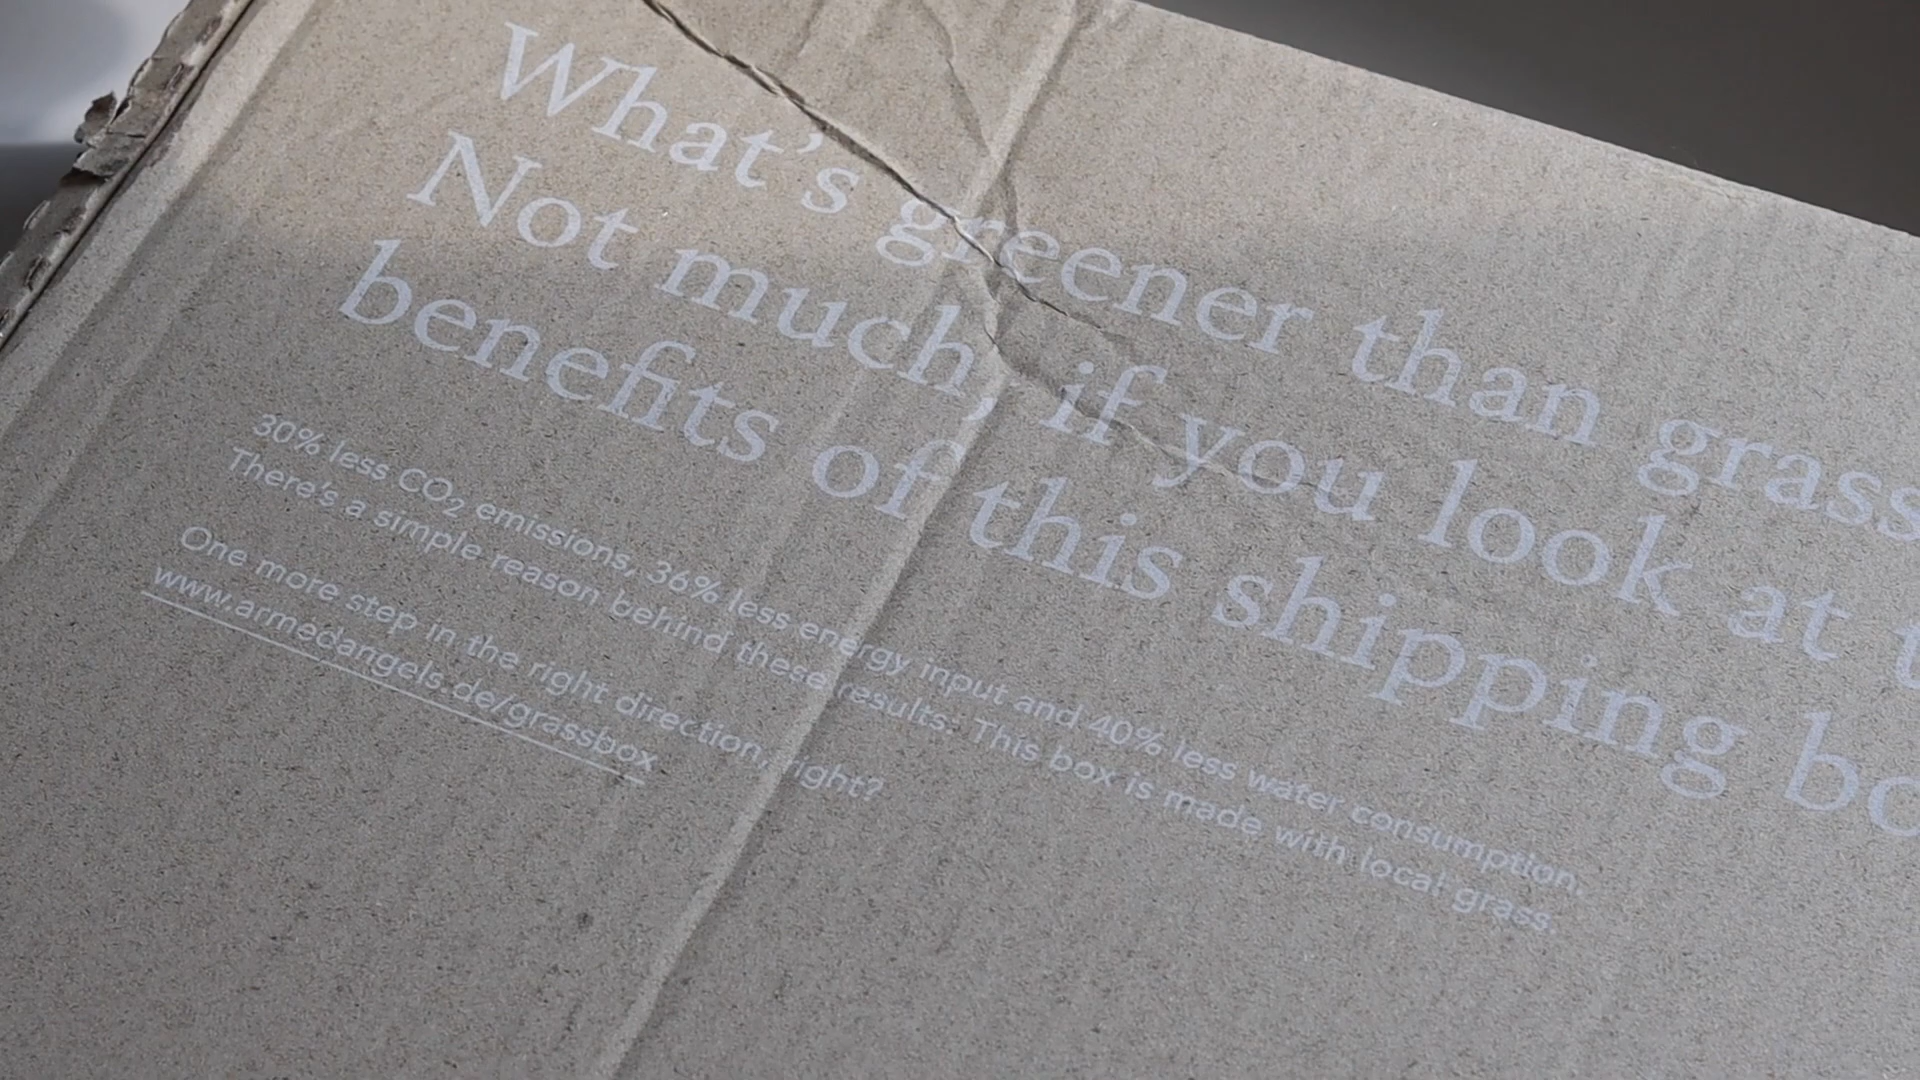 What's greener than grass
Not much, if you look at
benefits of this shipping
30% less CO₂ emissions, 36% less energy input and 40% less water consumption.
There's a simple reason behind these results: This box is made with local grass.
One more step in the right direction, right?
www.armedangels.de/grassbox